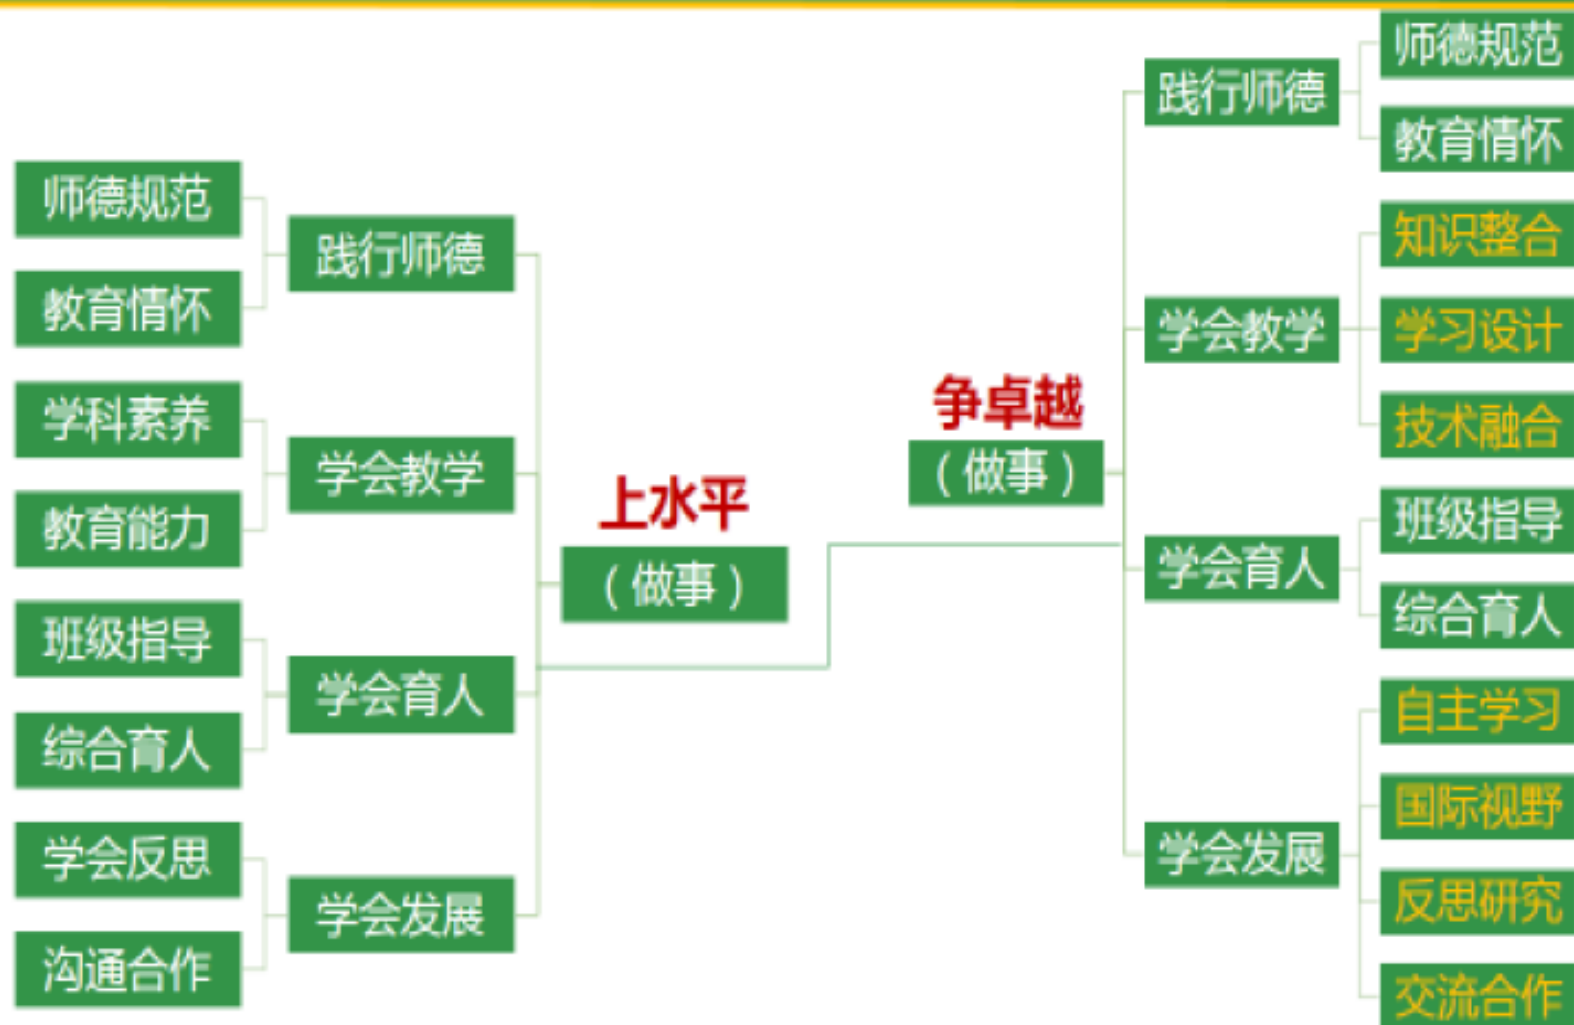 师德规范
教育情怀
学科素养
教育能力
班级指导
综合育人
学会反思
沟通合作
践行师德
学会教学
学会育人
学会发展
上水平
（做事）
争卓越
（做事）
践行师德
学会教学
学会育人
学会发展
师德规范
教育情怀
知识整合
学习设计
技术融合
班级指导
综合育人
自主学习
国际视野
反思研究
交流合作